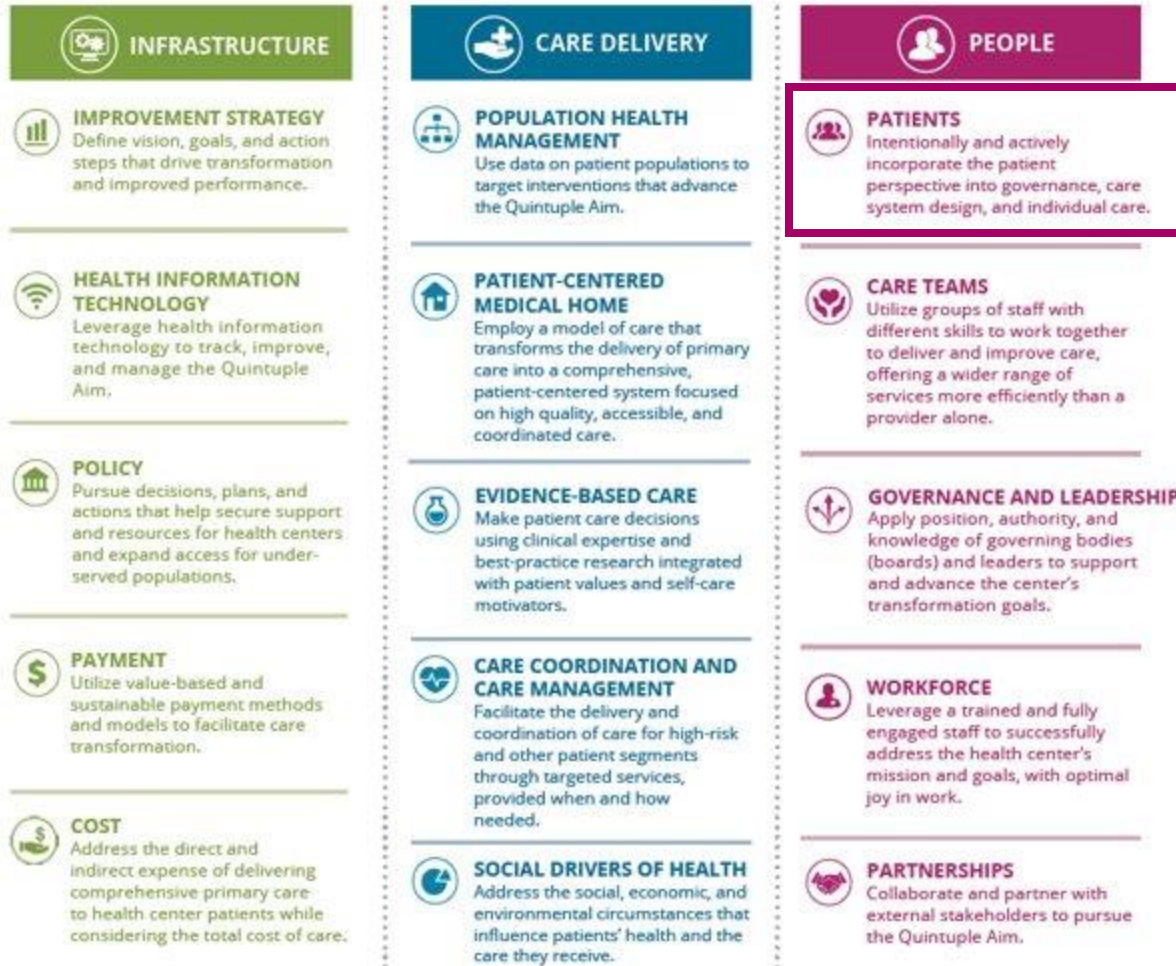 INFRASTRUCTURE
IMPROVEMENT STRATEGY
Define vision, goals, and action
steps that drive transformation
and improved performance.
HEALTH INFORMATION
TECHNOLOGY
Leverage health information
technology to track, improve,
and manage the Quintuple
Aim.
POLICY
Pursue decisions, plans, and
actions that help secure support
and resources for health centers
and expand access for under-
served populations.
$
PAYMENT
Utilize value-based and
sustainable payment methods
and models to facilitate care
transformation.
$
COST
Address the direct and
indirect expense of delivering
comprehensive primary care
to health center patients while
considering the total cost of care.
CARE DELIVERY
POPULATION HEALTH
MANAGEMENT
Use data on patient populations to
target interventions that advance
the Quintuple Aim.
PATIENT-CENTERED
MEDICAL HOME
Employ a model of care that
transforms the delivery of primary
care into a comprehensive,
patient-centered system focused
on high quality, accessible, and
coordinated care.
EVIDENCE-BASED CARE
Make patient care decisions
using clinical expertise and
best-practice research integrated
with patient values and self-care
motivators.
CARE COORDINATION AND
CARE MANAGEMENT
Facilitate the delivery and
coordination of care for high-risk
and other patient segments
through targeted services,
provided when and how
needed.
SOCIAL DRIVERS OF HEALTH
Address the social, economic, and
environmental circumstances that
influence patients' health and the
care they receive.
PEOPLE
PATIENTS
Intentionally and actively
incorporate the patient
perspective into governance, care
system design, and individual care.
CARE TEAMS
Utilize groups of staff with
different skills to work together
to deliver and improve care,
offering a wider range of
services more efficiently than a
provider alone.
GOVERNANCE AND LEADERSHIP
Apply position, authority, and
knowledge of governing bodies
(boards) and leaders to support
and advance the center's
transformation goals.
WORKFORCE
Leverage a trained and fully
engaged staff to successfully
address the health center's
mission and goals, with optimal
joy in work.
PARTNERSHIPS
Collaborate and partner with
external stakeholders to pursue
the Quintuple Aim.